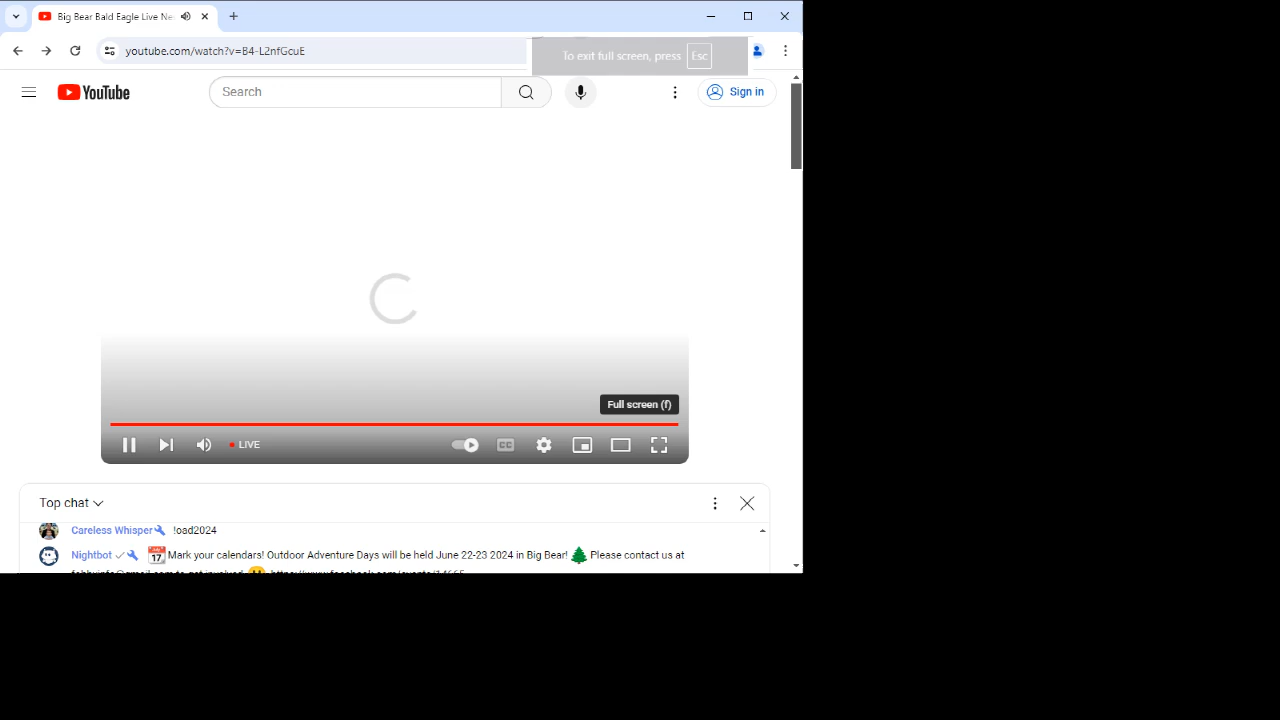 Big Bear Bald Eagle Live Ne
youtube.com/watch?v=B4-L2nfGcuE
To exit full screen, press Esc
YouTube
Search
Sign in
Full screen (f)
LIVE
CC
Top chat
Careless Whisper !oad2024
Nightbot Mark your calendars! Outdoor Adventure Days will be held June 22-23 2024 in Big Bear! Please contact us at